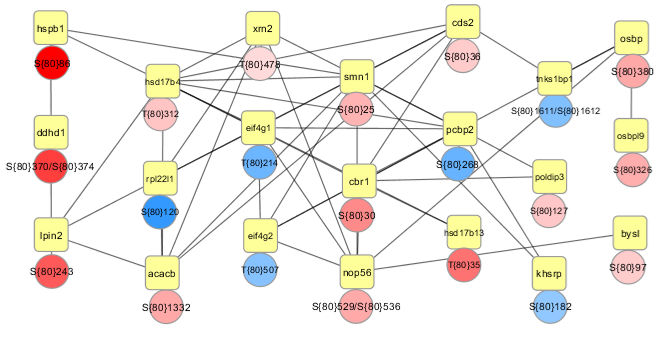 hspb1
S{80}86
xrn2
T{80}478
cds2
S{80}36
osbp
S{80}380
hsd17b4
T{80}312
smn1
S{80}25
tnks1bp1
S{80}1611/S{80}1612
ddhd1
S{80}370/S{80}374
eif4g1
T{80}214
pcbp2
S{80}268
osbpl9
S{80}326
rpl22l1
S{80}120
cbr1
S{80}30
poldip3
S{80}127
lpin2
S{80}243
eif4g2
T{80}507
hsd17b13
T{80}35
bysl
S{80}97
acacb
S{80}1332
nop56
S{80}529/S{80}536
khsrp
S{80}182